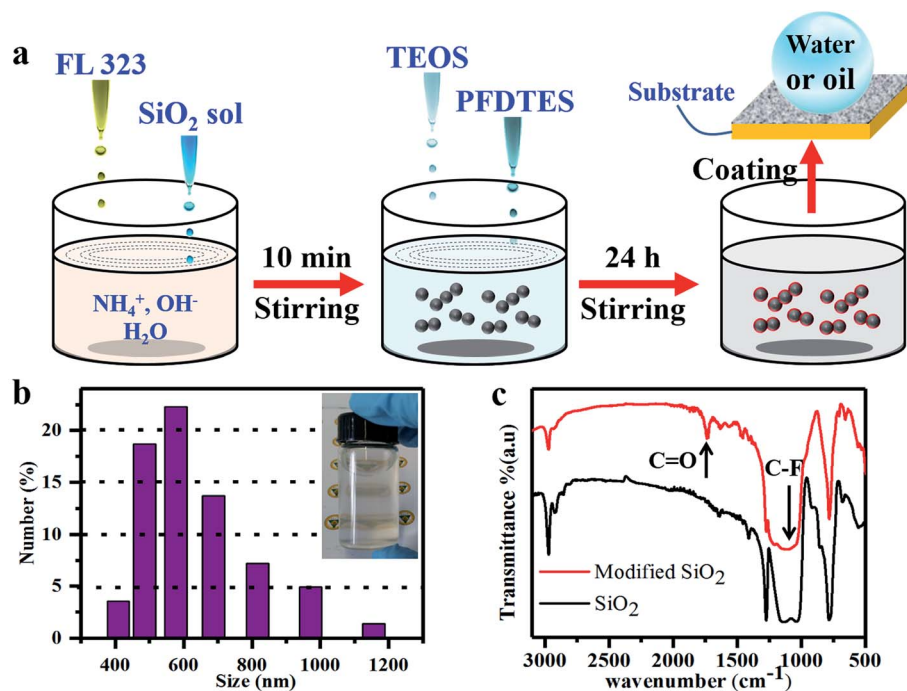 a
FL 323
SiO₂ sol
NH₄⁺, OH⁻
H₂O
10 min
Stirring
TEOS
PFDTES
24 h
Stirring
Water
or oil
Substrate
Coating
b
Number (%)
20
15
10
5
0
400 600 800 1000 1200
Size (nm)
c
Transmittance %(a.u)
C=O
C-F
Modified SiO₂
SiO₂
3000 2500 2000 1500 1000 500
wavenumber (cm⁻¹)